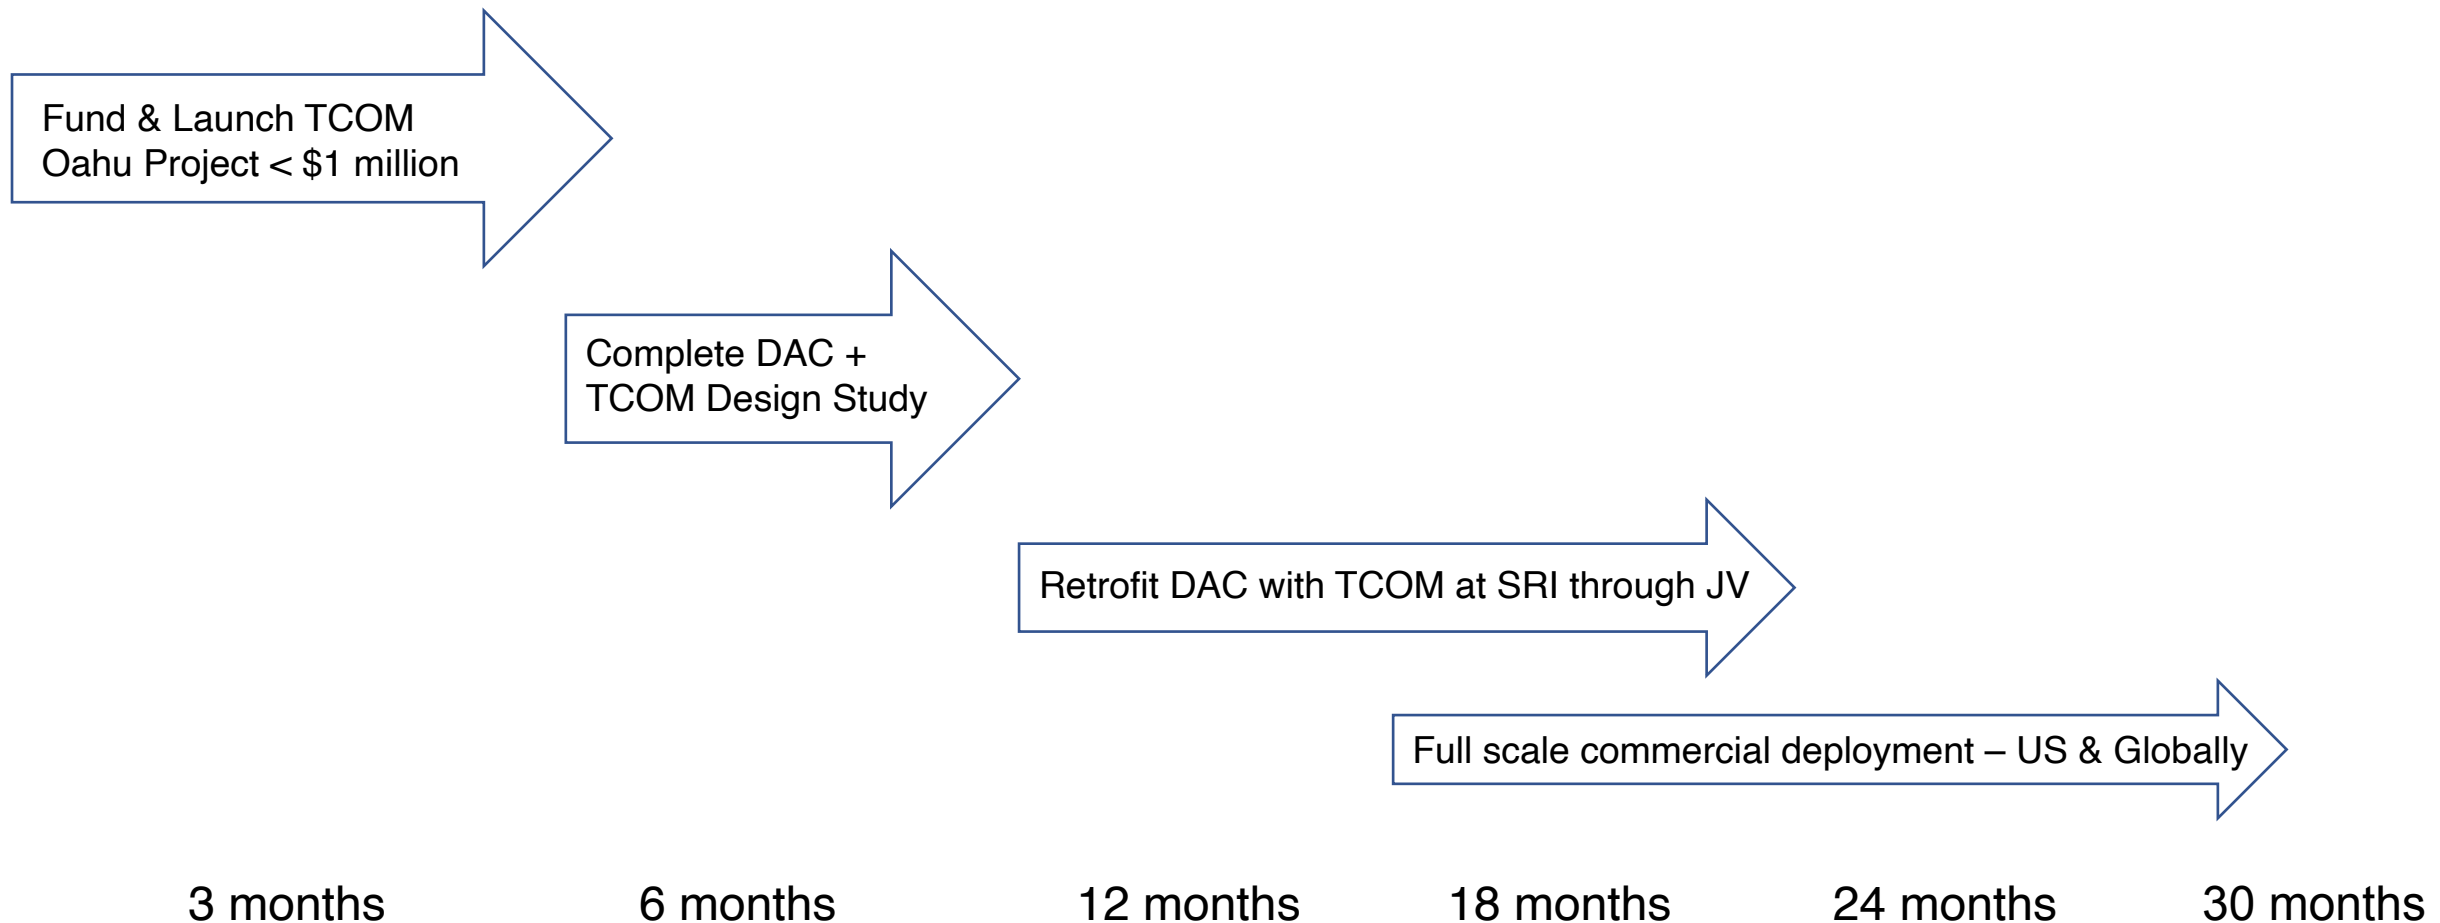 Fund & Launch TCOM
Oahu Project < $1 million
Complete DAC +
TCOM Design Study
Retrofit DAC with TCOM at SRI through JV
Full scale commercial deployment – US & Globally
3 months 6 months 12 months 18 months 24 months 30 months